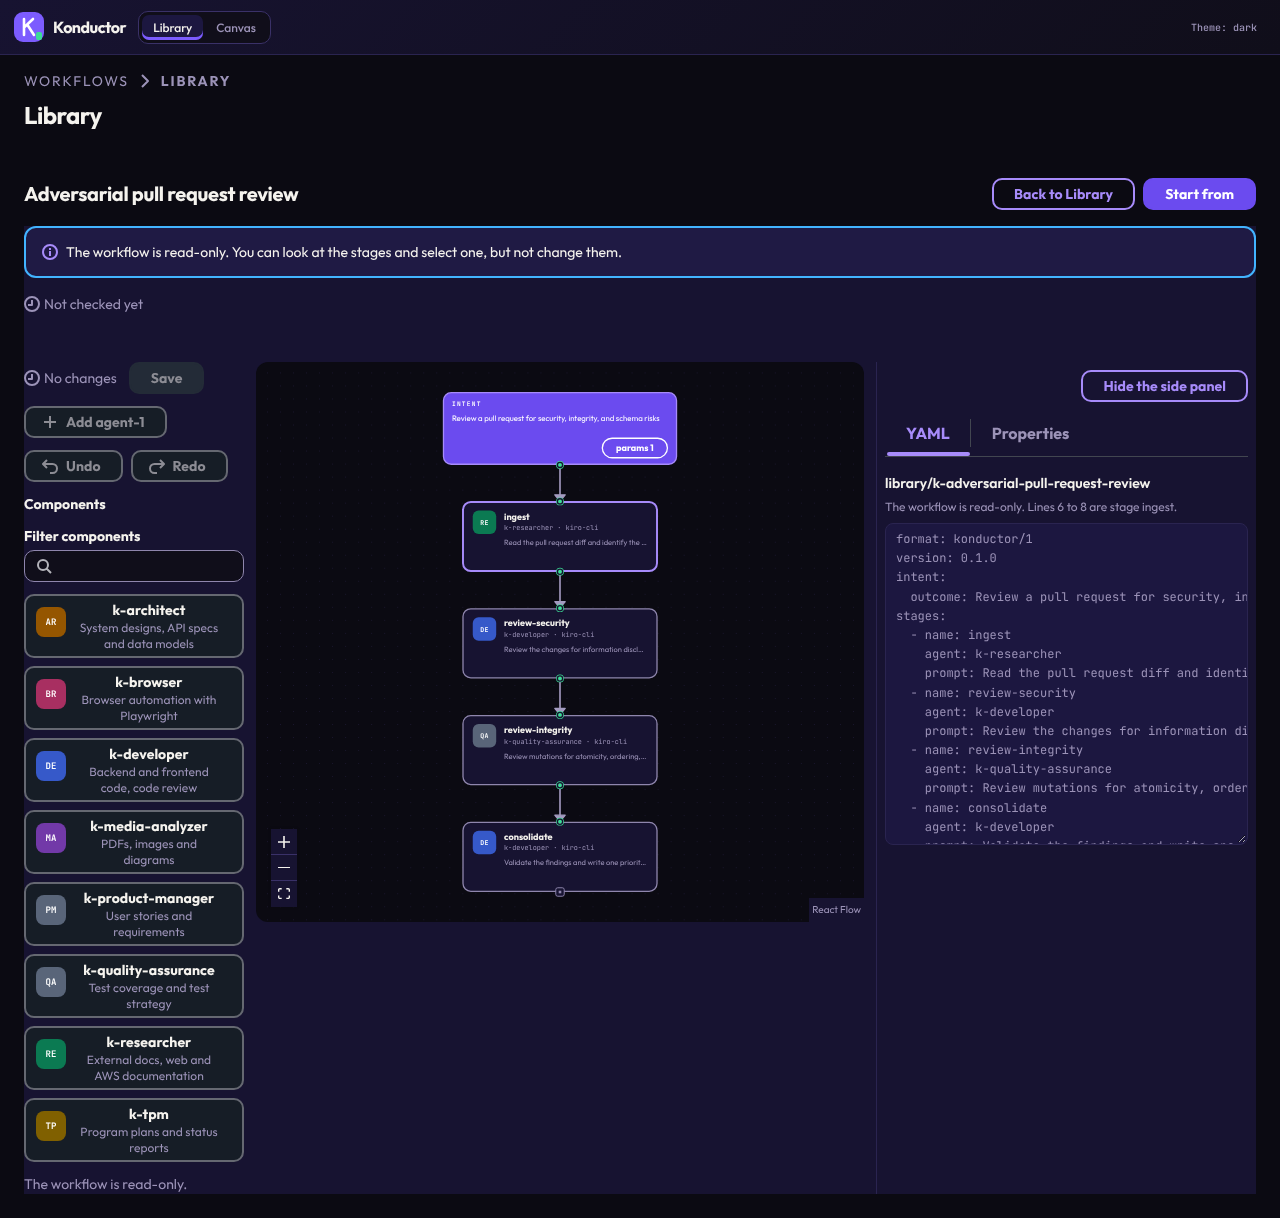 Konductor
Library
Canvas
Theme: dark
WORKFLOWS
LIBRARY
Library
Adversarial pull request review
Back to Library
Start from
The workflow is read-only. You can look at the stages and select one, but not change them.
Not checked yet
No changes
Save
Add agent-1
Undo
Redo
Components
Filter components
AR
k-architect
System designs, API specs
and data models
BR
k-browser
Browser automation with
Playwright
DE
k-developer
Backend and frontend
code, code review
MA
k-media-analyzer
PDFs, images and
diagrams
PM
k-product-manager
User stories and
requirements
QA
k-quality-assurance
Test coverage and test
strategy
RE
k-researcher
External docs, web and
AWS documentation
TP
k-tpm
Program plans and status
reports
The workflow is read-only.
INTENT
Review a pull request for security, integrity, and schema risks
params 1
RE
ingest
k-researcher · kiro-cli
Read the pull request diff and identify the ...
DE
review-security
k-developer · kiro-cli
Review the changes for information discl...
QA
review-integrity
k-quality-assurance · kiro-cli
Review mutations for atomicity, ordering,...
DE
consolidate
k-developer · kiro-cli
Validate the findings and write one priorit...
React Flow
Hide the side panel
YAML
Properties
library/k-adversarial-pull-request-review
The workflow is read-only. Lines 6 to 8 are stage ingest.
format: konductor/1
version: 0.1.0
intent:
  outcome: Review a pull request for security, in
stages:
  - name: ingest
    agent: k-researcher
    prompt: Read the pull request diff and identi
  - name: review-security
    agent: k-developer
    prompt: Review the changes for information di
  - name: review-integrity
    agent: k-quality-assurance
    prompt: Review mutations for atomicity, order
  - name: consolidate
    agent: k-developer
    prompt: Validate the findings and write one